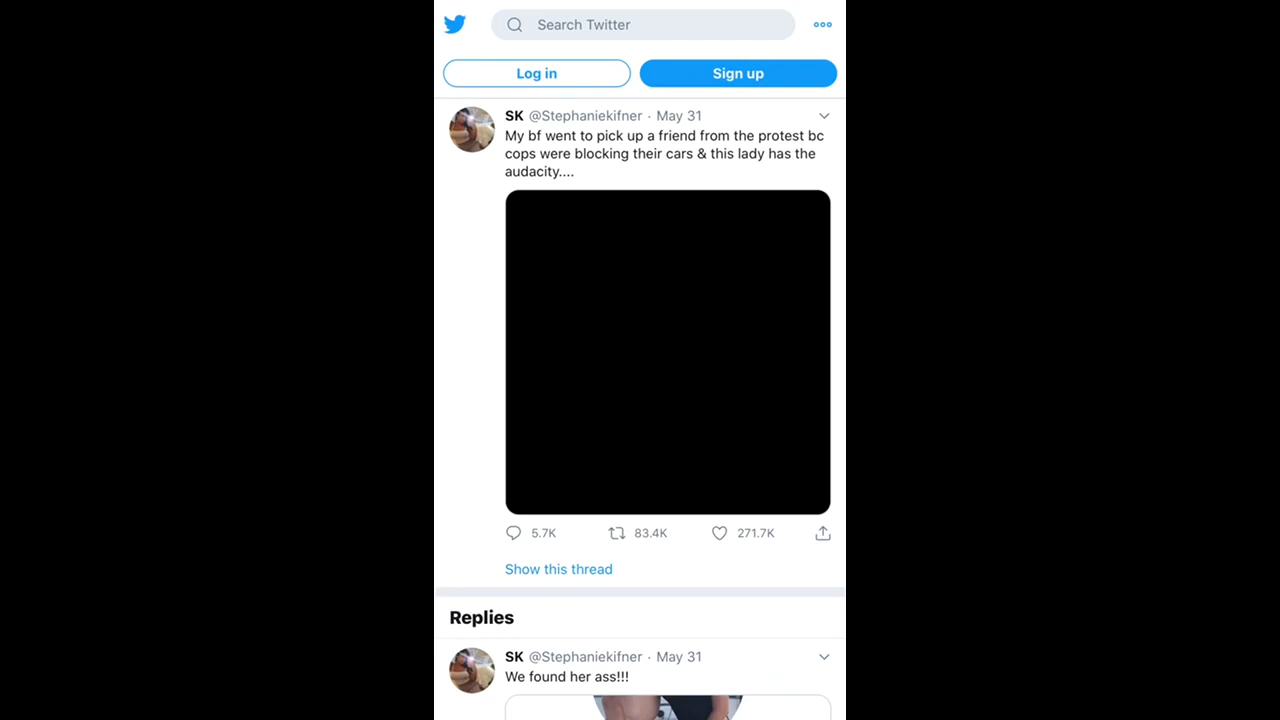 Search Twitter
Log in
Sign up
SK @Stephaniekifner · May 31
My bf went to pick up a friend from the protest bc
cops were blocking their cars & this lady has the
audacity....
5.7K
83.4K
271.7K
Show this thread
Replies
SK @Stephaniekifner · May 31
We found her ass!!!